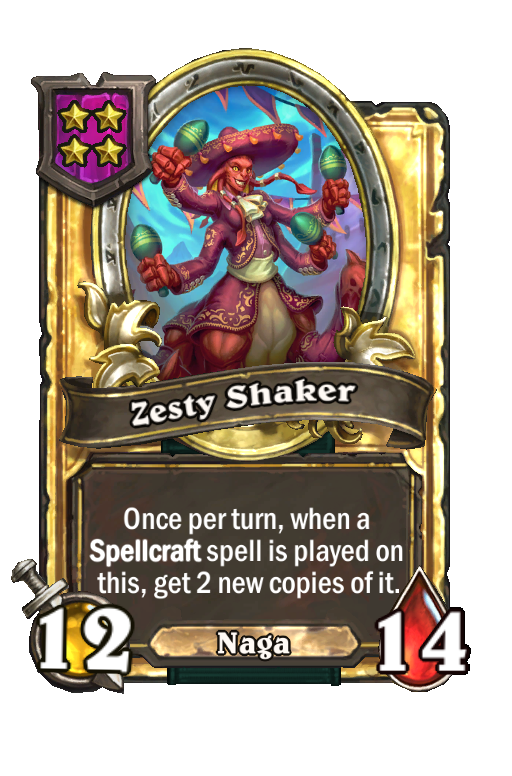 Zesty Shaker
Once per turn, when a
Spellcraft spell is played on
this, get 2 new copies of it.
12
Naga
14